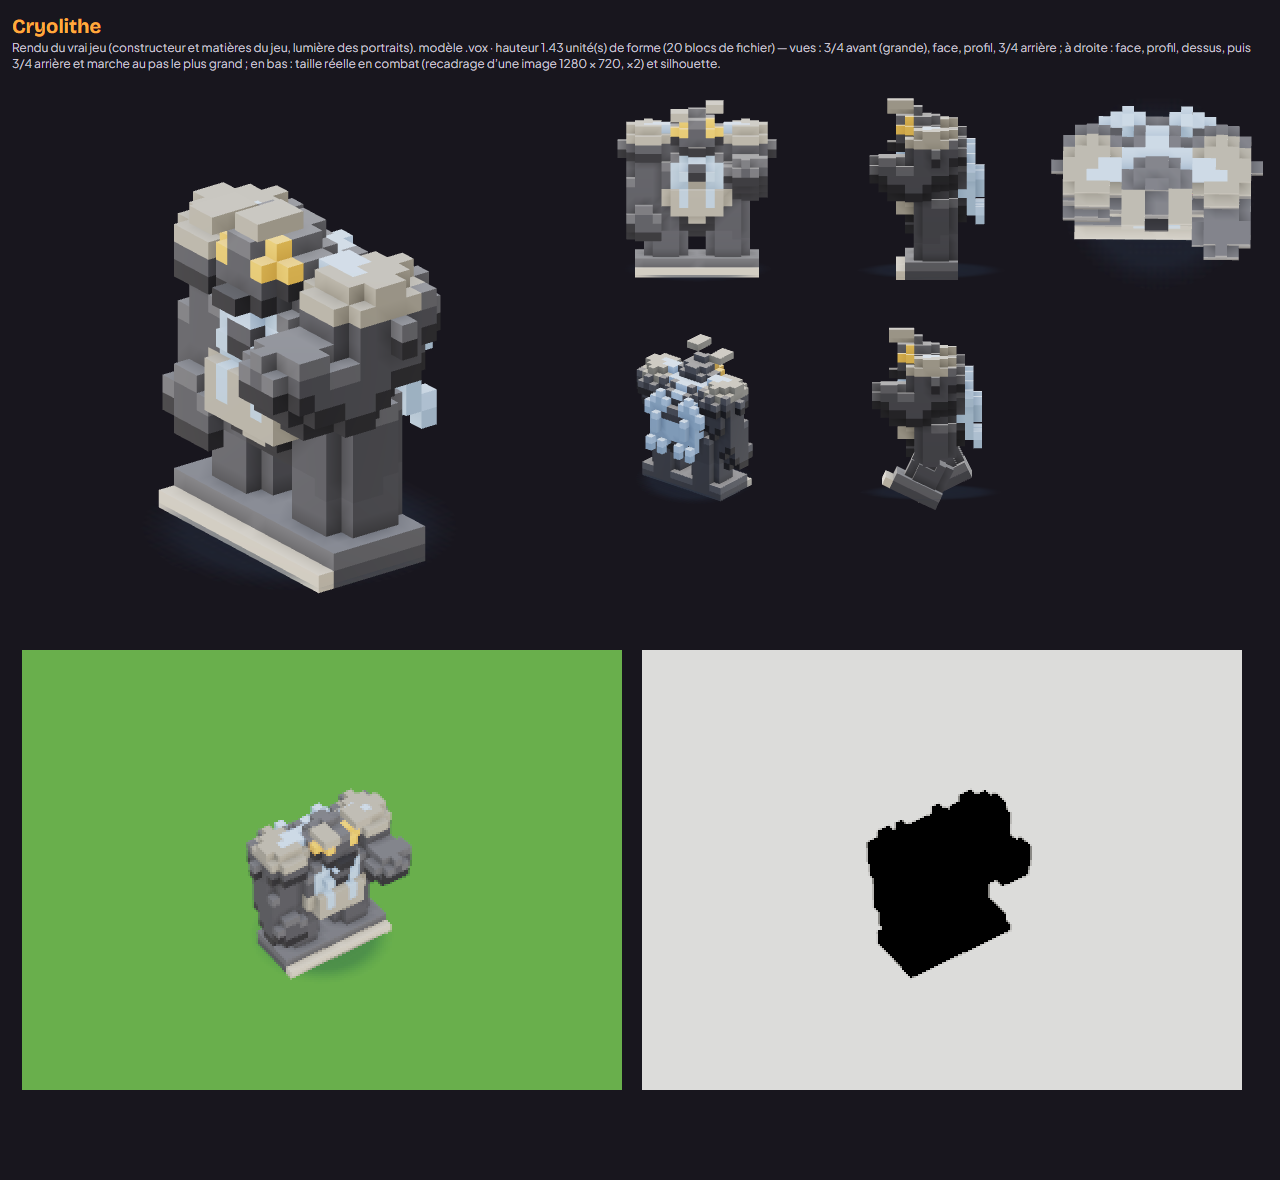 Cryolithe
Rendu du vrai jeu (constructeur et matières du jeu, lumière des portraits). modèle .vox · hauteur 1.43 unité(s) de forme (20 blocs de fichier) — vues : 3/4 avant (grande), face, profil, 3/4 arrière ; à droite : face, profil, dessus, puis
3/4 arrière et marche au pas le plus grand ; en bas : taille réelle en combat (recadrage d'une image 1280 × 720, ×2) et silhouette.